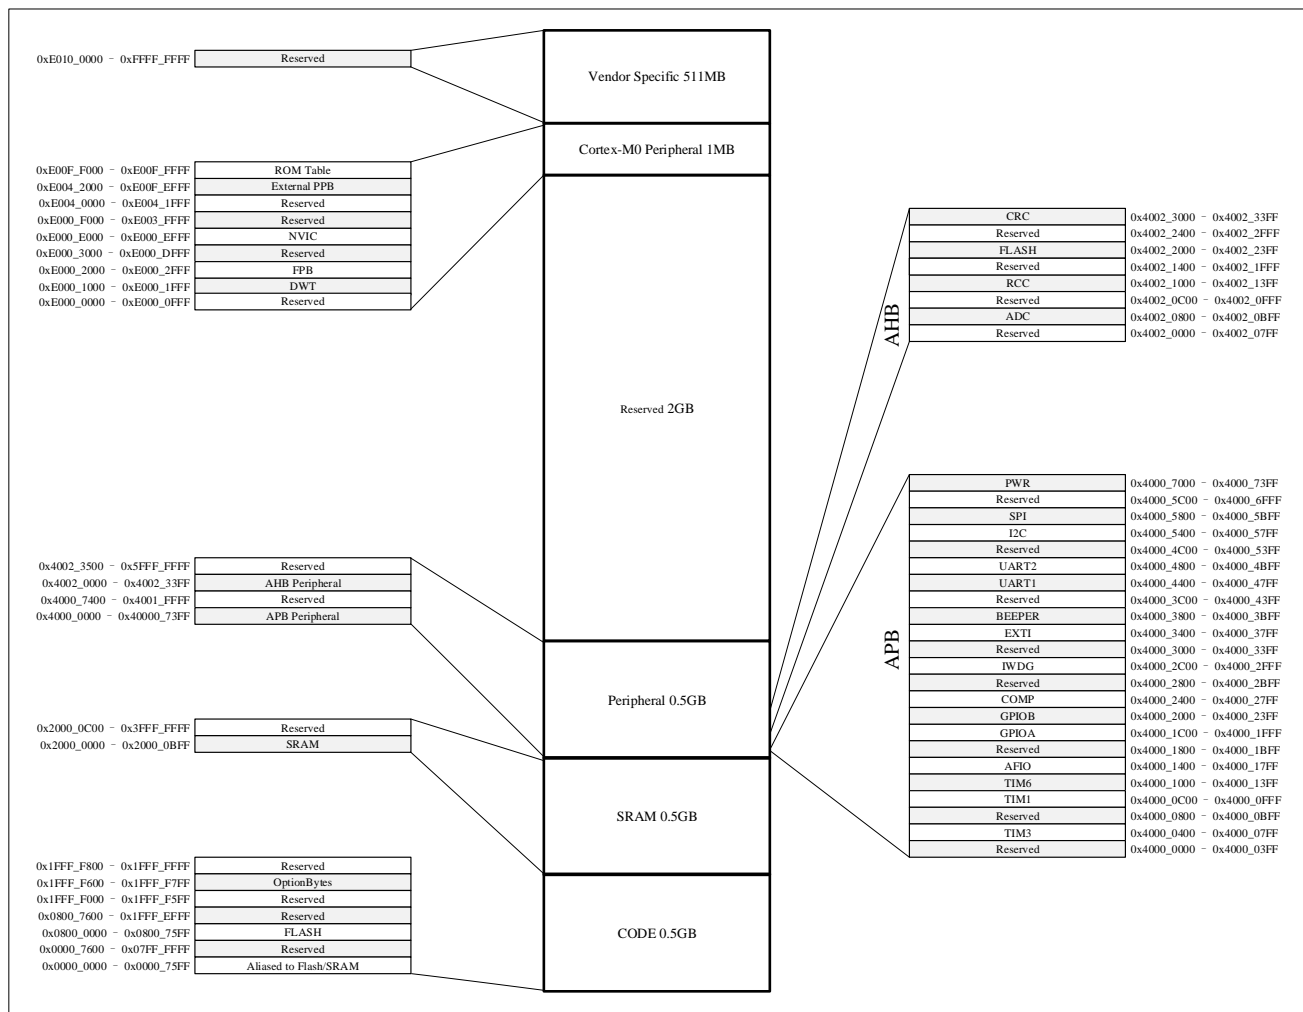 Vendor Specific 511MB
Cortex-M0 Peripheral 1MB
Reserved 2GB
Peripheral 0.5GB
SRAM 0.5GB
CODE 0.5GB
0xE010_0000 - 0xFFFF_FFFF Reserved
0xE00F_F000 - 0xE00F_FFFF ROM Table
0xE004_2000 - 0xE00F_EFFF External PPB
0xE004_0000 - 0xE004_1FFF Reserved
0xE000_F000 - 0xE003_FFFF Reserved
0xE000_E000 - 0xE000_EFFF NVIC
0xE000_3000 - 0xE000_DFFF Reserved
0xE000_2000 - 0xE000_2FFF FPB
0xE000_1000 - 0xE000_1FFF DWT
0xE000_0000 - 0xE000_0FFF Reserved
0x4002_3500 - 0x5FFF_FFFF Reserved
0x4002_0000 - 0x4002_33FF AHB Peripheral
0x4000_7400 - 0x4001_FFFF Reserved
0x4000_0000 - 0x40000_73FF APB Peripheral
0x2000_0C00 - 0x3FFF_FFFF Reserved
0x2000_0000 - 0x2000_0BFF SRAM
0x1FFF_F800 - 0x1FFF_FFFF Reserved
0x1FFF_F600 - 0x1FFF_F7FF OptionBytes
0x1FFF_F000 - 0x1FFF_F5FF Reserved
0x0800_7600 - 0x1FFF_EFFF Reserved
0x0800_0000 - 0x0800_75FF FLASH
0x0000_7600 - 0x07FF_FFFF Reserved
0x0000_0000 - 0x0000_75FF Aliased to Flash/SRAM
AHB
CRC 0x4002_3000 - 0x4002_33FF
Reserved 0x4002_2400 - 0x4002_2FFF
FLASH 0x4002_2000 - 0x4002_23FF
Reserved 0x4002_1400 - 0x4002_1FFF
RCC 0x4002_1000 - 0x4002_13FF
Reserved 0x4002_0C00 - 0x4002_0FFF
ADC 0x4002_0800 - 0x4002_0BFF
Reserved 0x4002_0000 - 0x4002_07FF
APB
PWR 0x4000_7000 - 0x4000_73FF
Reserved 0x4000_5C00 - 0x4000_6FFF
SPI 0x4000_5800 - 0x4000_5BFF
I2C 0x4000_5400 - 0x4000_57FF
Reserved 0x4000_4C00 - 0x4000_53FF
UART2 0x4000_4800 - 0x4000_4BFF
UART1 0x4000_4400 - 0x4000_47FF
Reserved 0x4000_3C00 - 0x4000_43FF
BEEPER 0x4000_3800 - 0x4000_3BFF
EXTI 0x4000_3400 - 0x4000_37FF
Reserved 0x4000_3000 - 0x4000_33FF
IWDG 0x4000_2C00 - 0x4000_2FFF
Reserved 0x4000_2800 - 0x4000_2BFF
COMP 0x4000_2400 - 0x4000_27FF
GPIOB 0x4000_2000 - 0x4000_23FF
GPIOA 0x4000_1C00 - 0x4000_1FFF
Reserved 0x4000_1800 - 0x4000_1BFF
AFIO 0x4000_1400 - 0x4000_17FF
TIM6 0x4000_1000 - 0x4000_13FF
TIM1 0x4000_0C00 - 0x4000_0FFF
Reserved 0x4000_0800 - 0x4000_0BFF
TIM3 0x4000_0400 - 0x4000_07FF
Reserved 0x4000_0000 - 0x4000_03FF